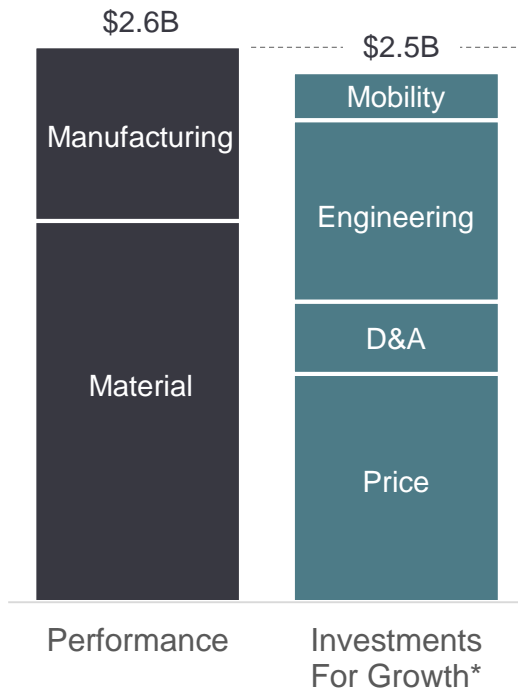 $2.6B
$2.5B
Manufacturing
Material
Mobility
Engineering
D&A
Price
Performance
Investments
For Growth*